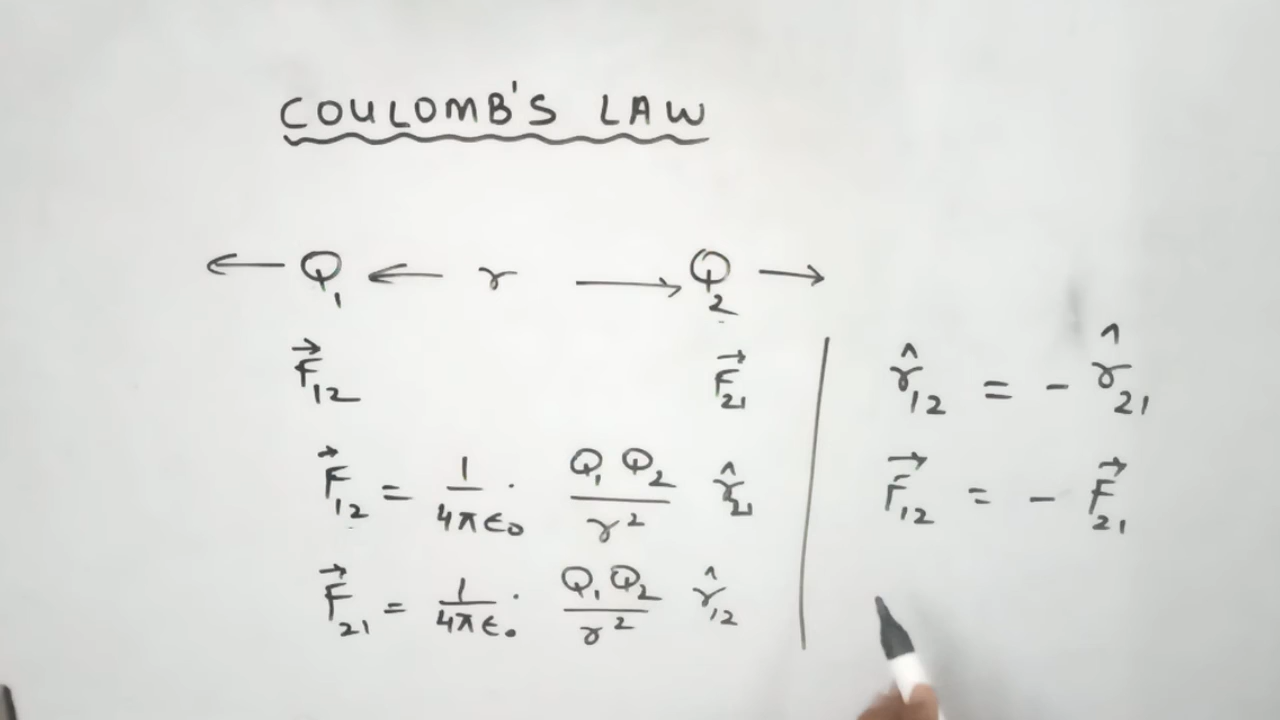 COULOMB'S LAW
← Q₁ ← r → Q₂ →
F⃗₁₂ F⃗₂₁
F⃗₁₂ = 1/4πε₀ · Q₁Q₂/r² r̂₂₁
F⃗₂₁ = 1/4πε₀ · Q₁Q₂/r² r̂₁₂
r̂₁₂ = - r̂₂₁
F⃗₁₂ = - F⃗₂₁